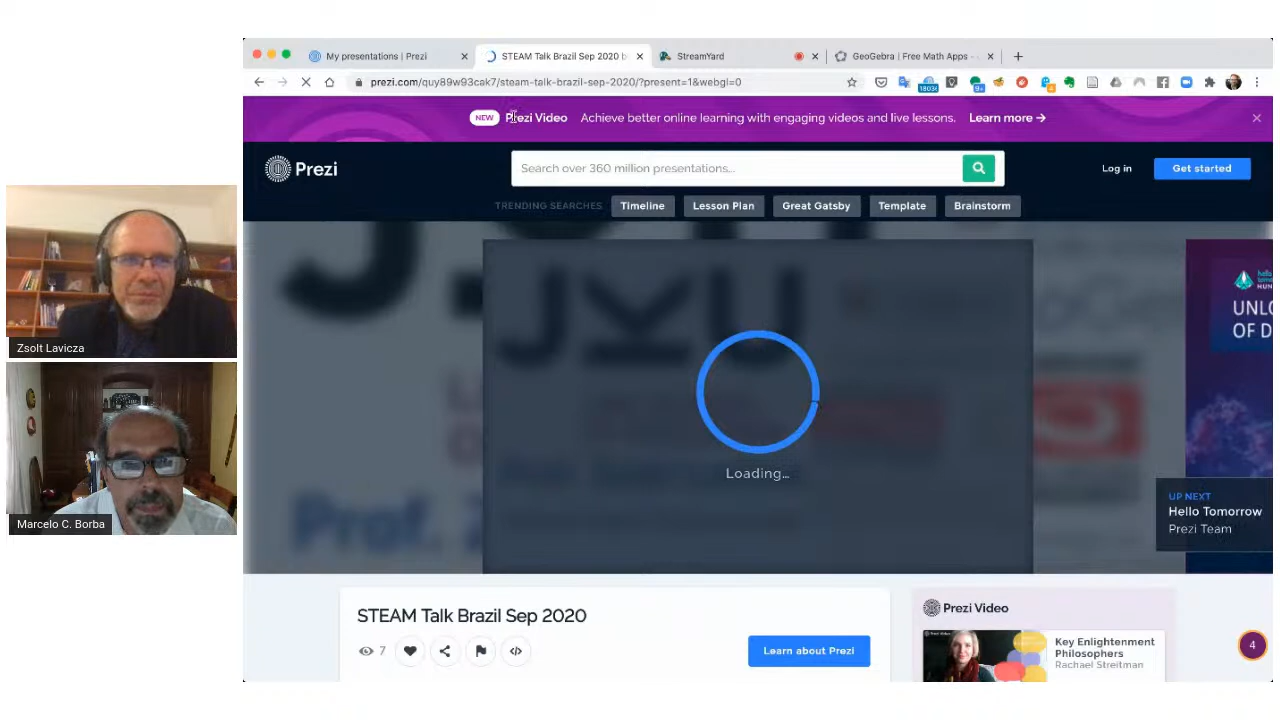 My presentations | Prezi
STEAM Talk Brazil Sep 2020 b
StreamYard
GeoGebra | Free Math Apps -
prezi.com/quy89w93cak7/steam-talk-brazil-sep-2020/?present=1&webgl=0
NEW Prezi Video Achieve better online learning with engaging videos and live lessons. Learn more →
Prezi
Search over 360 million presentations...
Log in
Get started
TRENDING SEARCHES Timeline Lesson Plan Great Gatsby Template Brainstorm
JKU
Prof.
Loading...
UNLO
OF D
UP NEXT
Hello Tomorrow
Prezi Team
Zsolt Lavicza
Marcelo C. Borba
STEAM Talk Brazil Sep 2020
7
Learn about Prezi
Prezi Video
Key Enlightenment
Philosophers
Rachael Streitman
4